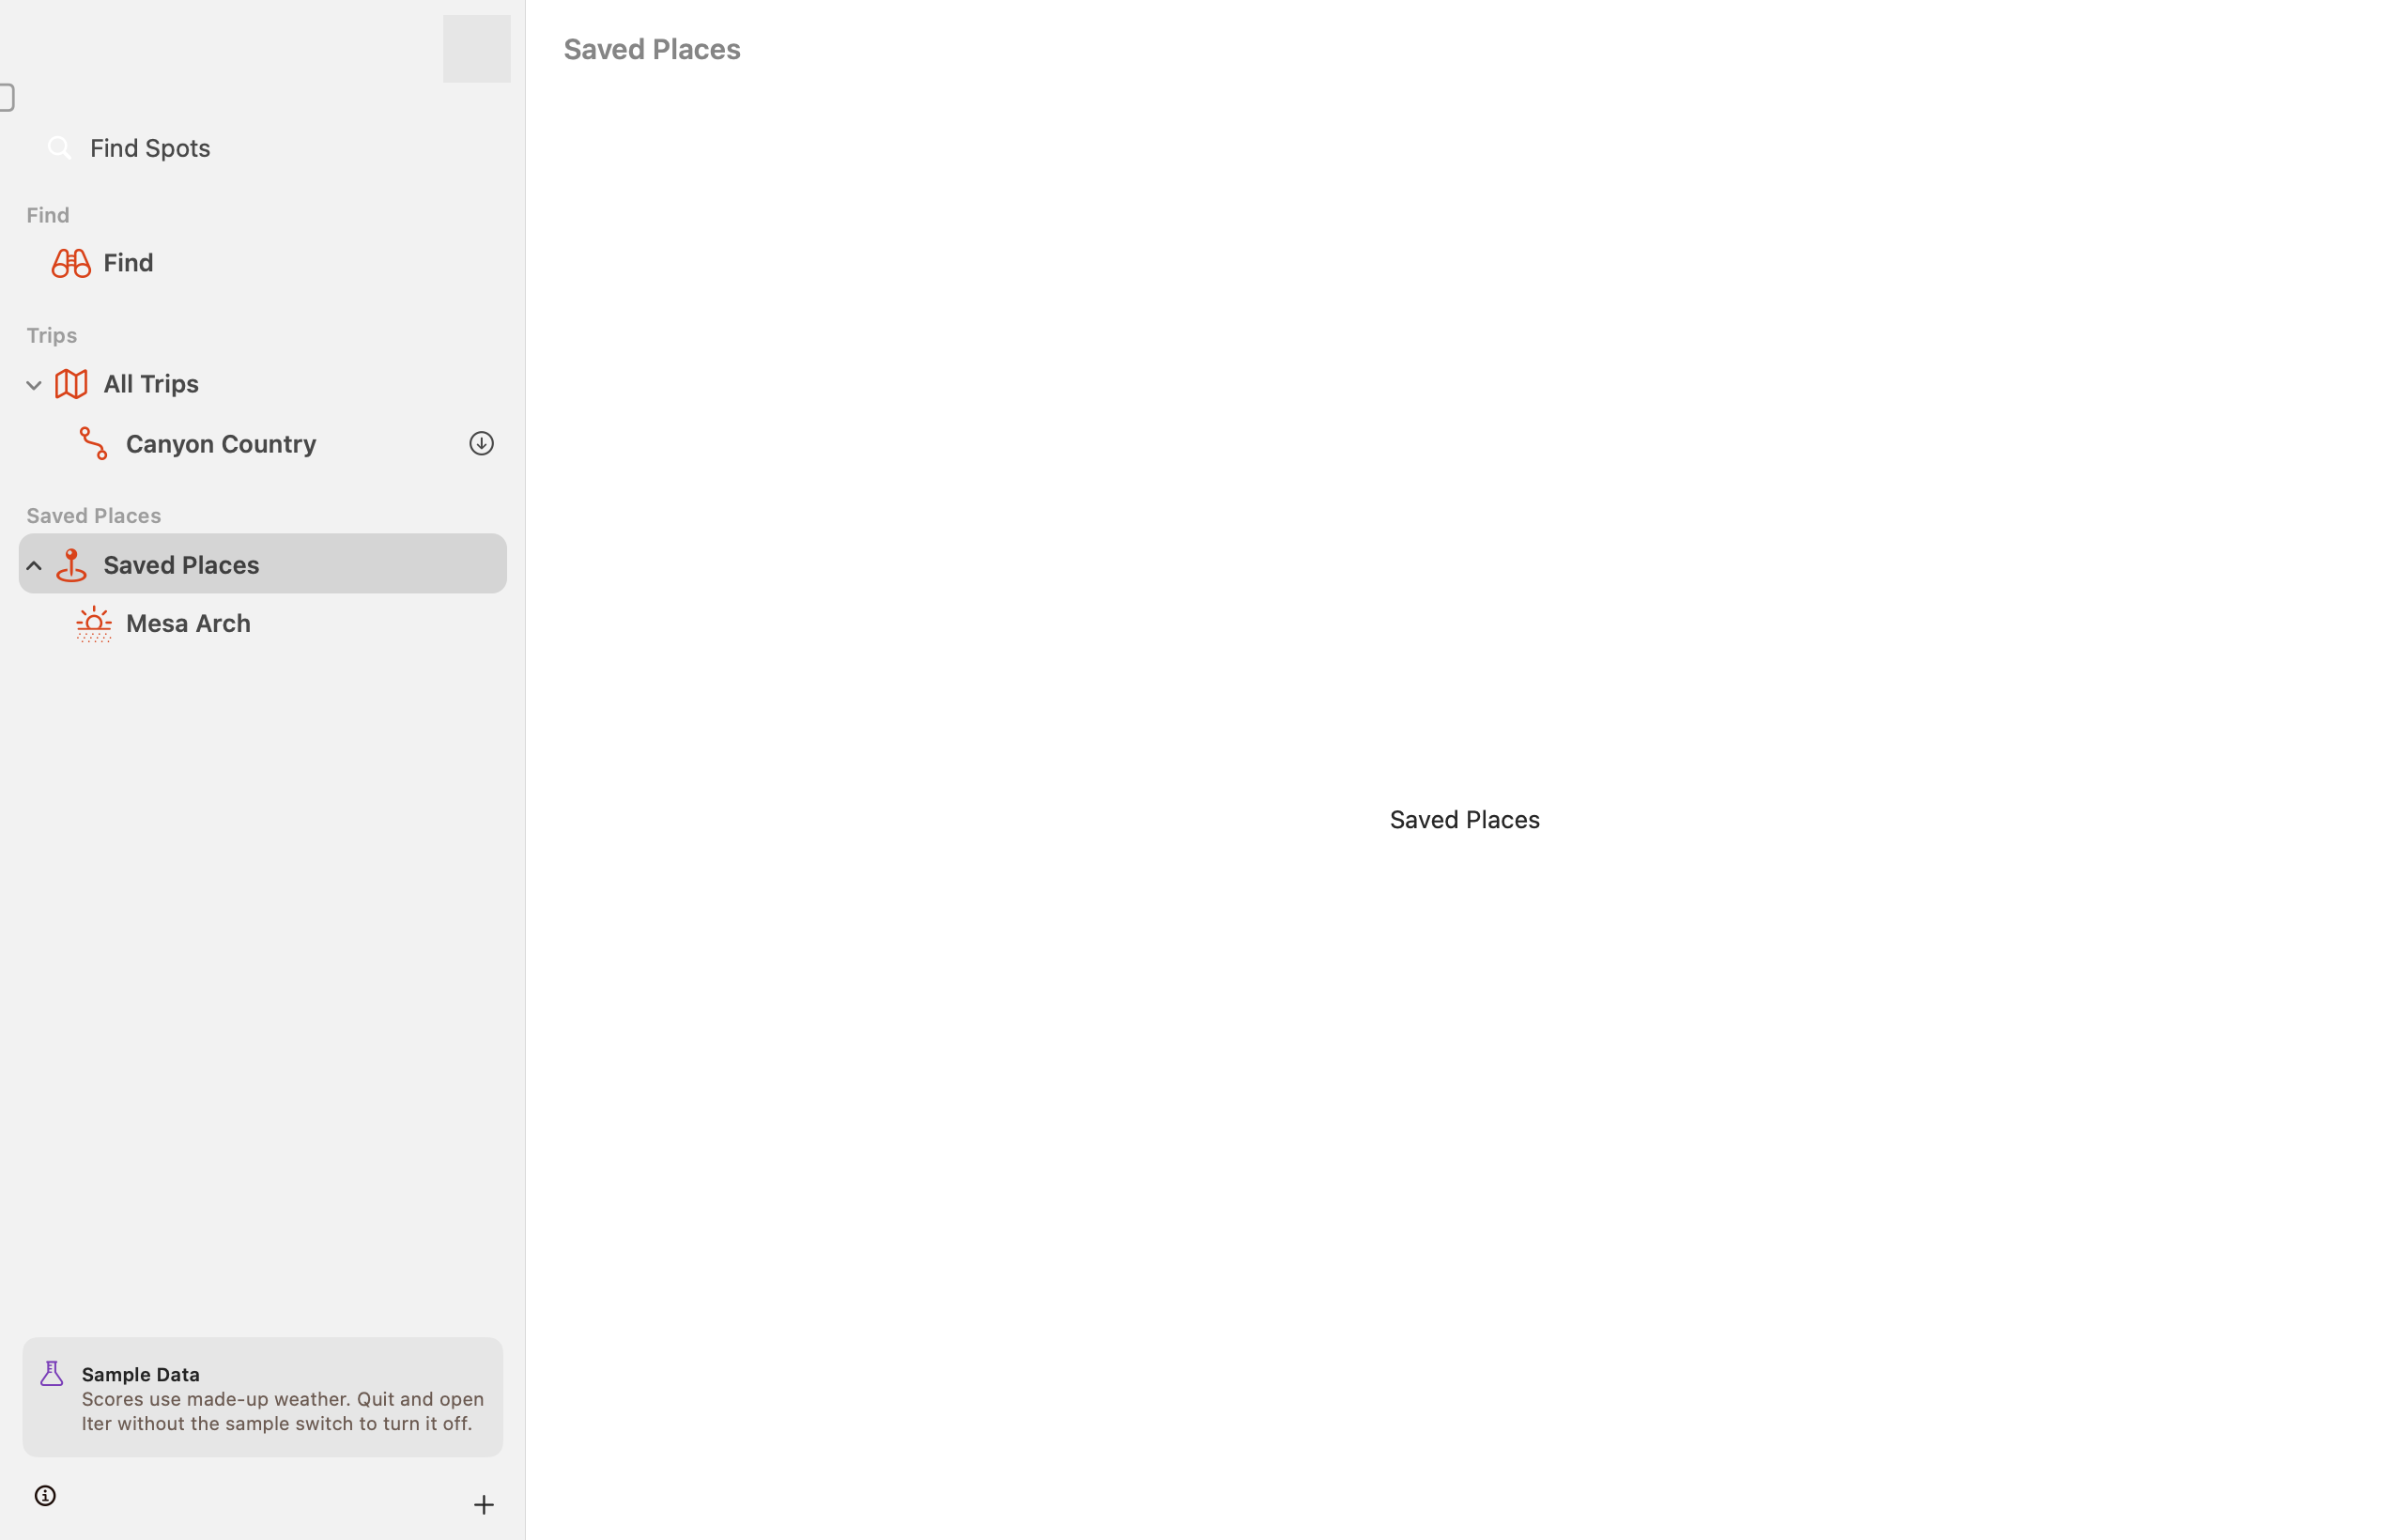 Saved Places
Find Spots
Find
Find
Trips
All Trips
Canyon Country
Saved Places
Saved Places
Mesa Arch
Saved Places
Sample Data
Scores use made-up weather. Quit and open
Iter without the sample switch to turn it off.